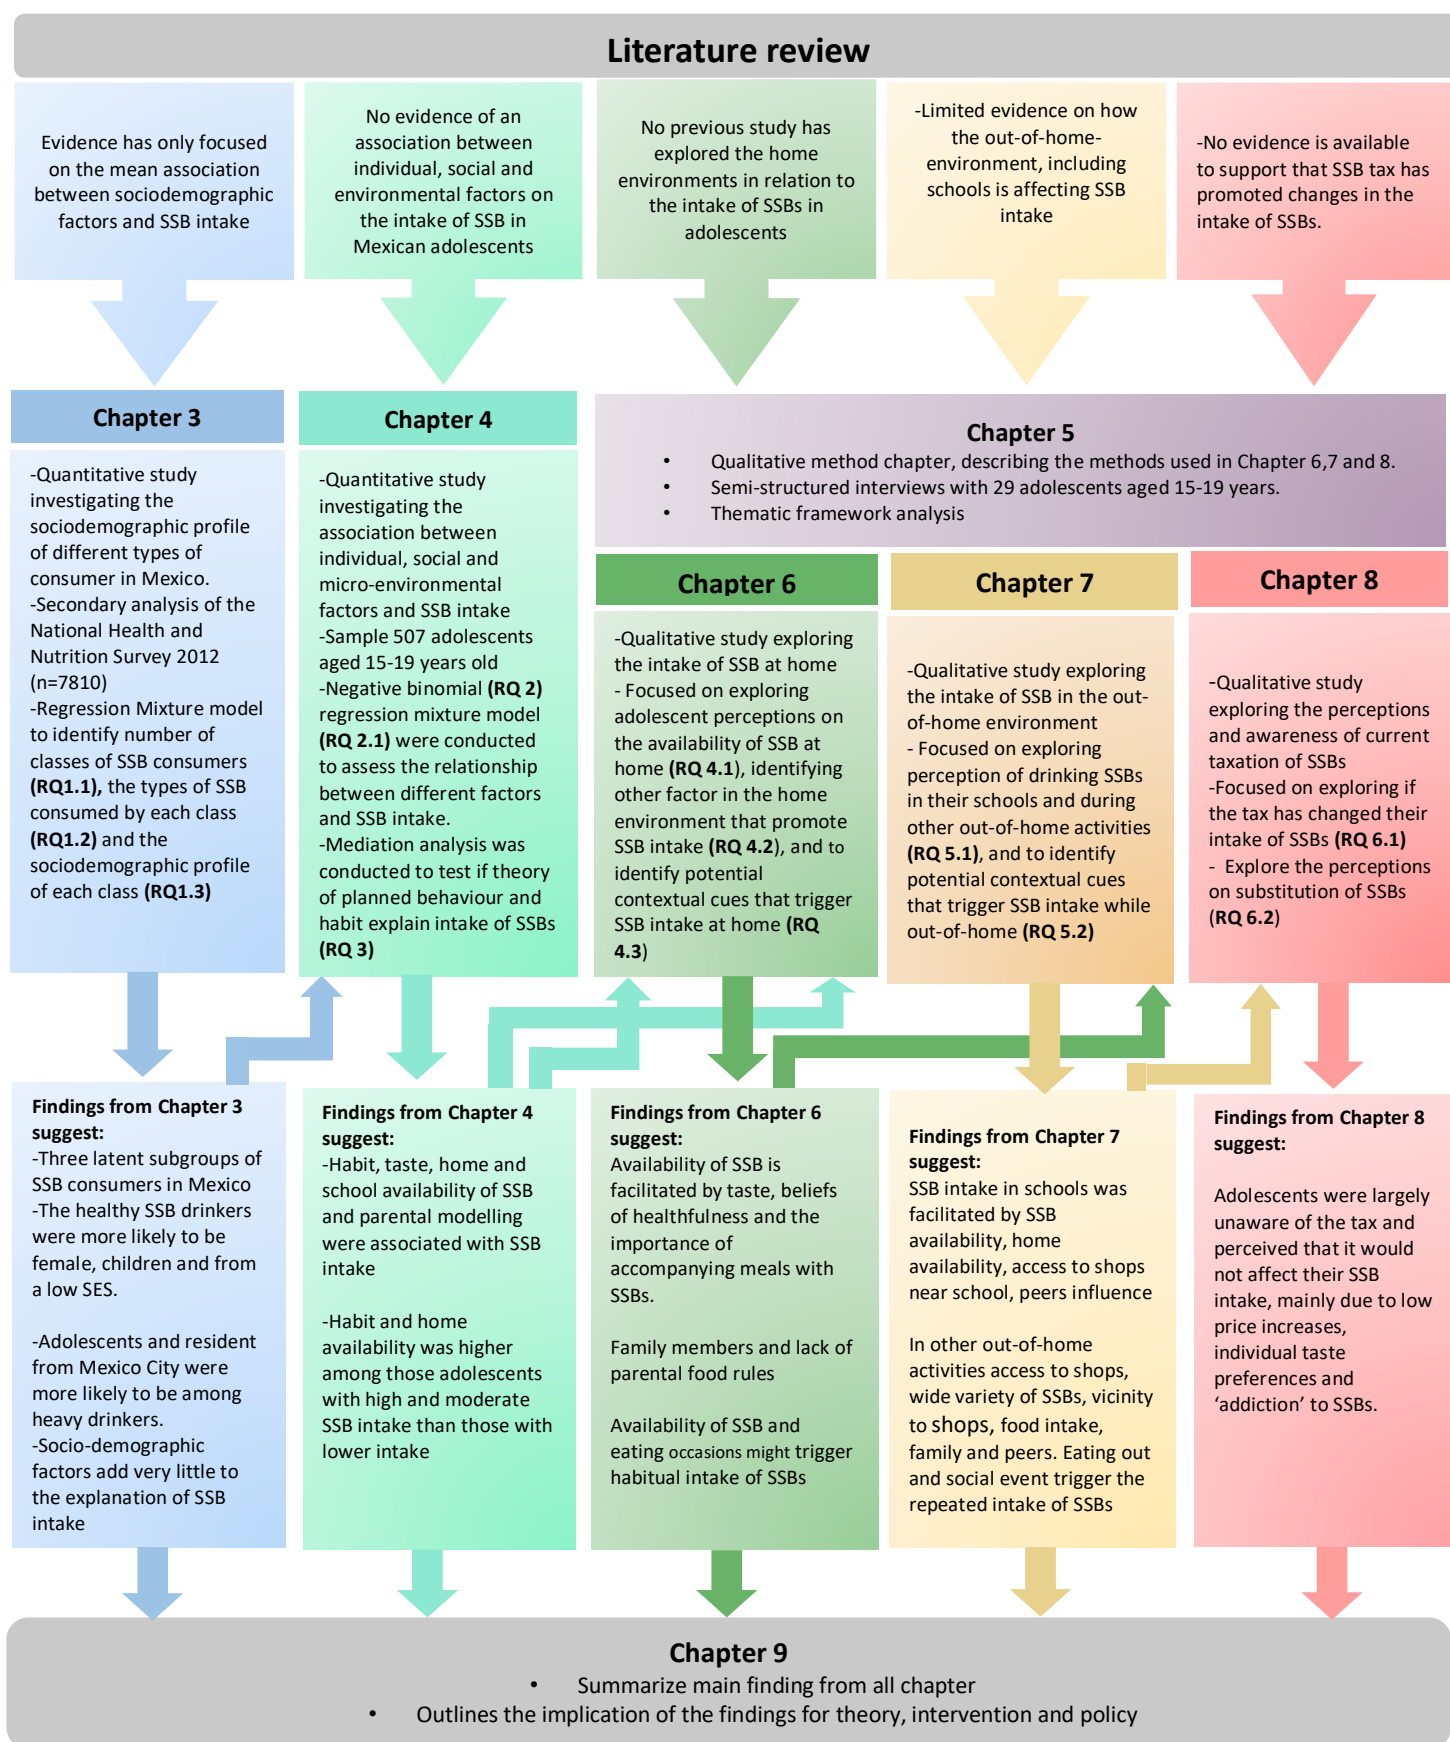 Literature review
Evidence has only focused
on the mean association
between sociodemographic
factors and SSB intake
No evidence of an
association between
individual, social and
environmental factors on
the intake of SSB in
Mexican adolescents
No previous study has
explored the home
environments in relation to
the intake of SSBs in
adolescents
-Limited evidence on how
the out-of-home-
environment, including
schools is affecting SSB
intake
-No evidence is available
to support that SSB tax has
promoted changes in the
intake of SSBs.
Chapter 3
-Quantitative study
investigating the
sociodemographic profile
of different types of
consumer in Mexico.
-Secondary analysis of the
National Health and
Nutrition Survey 2012
(n=7810)
-Regression Mixture model
to identify number of
classes of SSB consumers
(RQ1.1), the types of SSB
consumed by each class
(RQ1.2) and the
sociodemographic profile
of each class (RQ1.3)
Chapter 4
-Quantitative study
investigating the
association between
individual, social and
micro-environmental
factors and SSB intake
-Sample 507 adolescents
aged 15-19 years old
-Negative binomial (RQ 2)
regression mixture model
(RQ 2.1) were conducted
to assess the relationship
between different factors
and SSB intake.
-Mediation analysis was
conducted to test if theory
of planned behaviour and
habit explain intake of SSBs
(RQ 3)
Chapter 5
• Qualitative method chapter, describing the methods used in Chapter 6,7 and 8.
• Semi-structured interviews with 29 adolescents aged 15-19 years.
• Thematic framework analysis
Chapter 6
-Qualitative study exploring
the intake of SSB at home
- Focused on exploring
adolescent perceptions on
the availability of SSB at
home (RQ 4.1), identifying
other factor in the home
environment that promote
SSB intake (RQ 4.2), and to
identify potential
contextual cues that trigger
SSB intake at home (RQ
4.3)
Chapter 7
-Qualitative study exploring
the intake of SSB in the out-
of-home environment
- Focused on exploring
perception of drinking SSBs
in their schools and during
other out-of-home activities
(RQ 5.1), and to identify
potential contextual cues
that trigger SSB intake while
out-of-home (RQ 5.2)
Chapter 8
-Qualitative study
exploring the perceptions
and awareness of current
taxation of SSBs
-Focused on exploring if
the tax has changed their
intake of SSBs (RQ 6.1)
- Explore the perceptions
on substitution of SSBs
(RQ 6.2)
Findings from Chapter 3
suggest:
-Three latent subgroups of
SSB consumers in Mexico
-The healthy SSB drinkers
were more likely to be
female, children and from
a low SES.
-Adolescents and resident
from Mexico City were
more likely to be among
heavy drinkers.
-Socio-demographic
factors add very little to
the explanation of SSB
intake
Findings from Chapter 4
suggest:
-Habit, taste, home and
school availability of SSB
and parental modelling
were associated with SSB
intake
-Habit and home
availability was higher
among those adolescents
with high and moderate
SSB intake than those with
lower intake
Findings from Chapter 6
suggest:
Availability of SSB is
facilitated by taste, beliefs
of healthfulness and the
importance of
accompanying meals with
SSBs.
Family members and lack of
parental food rules
Availability of SSB and
eating occasions might trigger
habitual intake of SSBs
Findings from Chapter 7
suggest:
SSB intake in schools was
facilitated by SSB
availability, home
availability, access to shops
near school, peers influence
In other out-of-home
activities access to shops,
wide variety of SSBs, vicinity
to shops, food intake,
family and peers. Eating out
and social event trigger the
repeated intake of SSBs
Findings from Chapter 8
suggest:
Adolescents were largely
unaware of the tax and
perceived that it would
not affect their SSB
intake, mainly due to low
price increases,
individual taste
preferences and
‘addiction’ to SSBs.
Chapter 9
• Summarize main finding from all chapter
• Outlines the implication of the findings for theory, intervention and policy